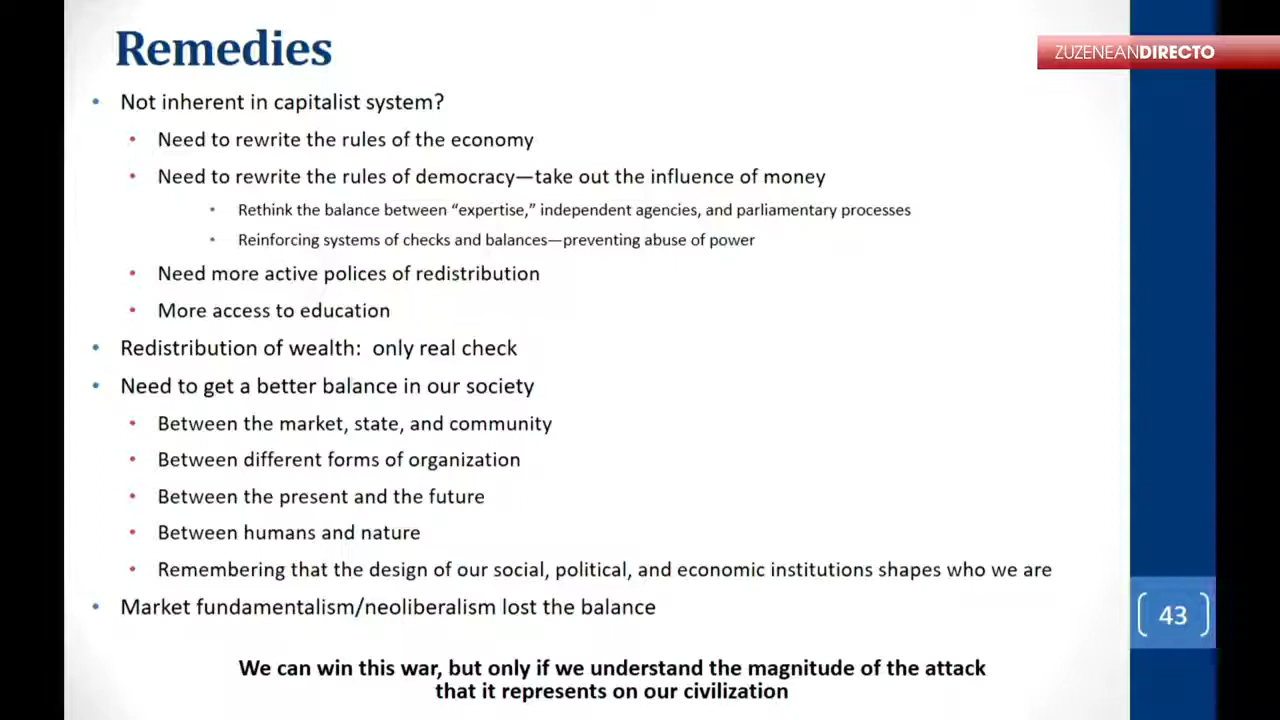 Remedies
ZUZENEANDIRECTO
• Not inherent in capitalist system?
• Need to rewrite the rules of the economy
• Need to rewrite the rules of democracy—take out the influence of money
• Rethink the balance between “expertise,” independent agencies, and parliamentary processes
• Reinforcing systems of checks and balances—preventing abuse of power
• Need more active polices of redistribution
• More access to education
• Redistribution of wealth:  only real check
• Need to get a better balance in our society
• Between the market, state, and community
• Between different forms of organization
• Between the present and the future
• Between humans and nature
• Remembering that the design of our social, political, and economic institutions shapes who we are
• Market fundamentalism/neoliberalism lost the balance
43
We can win this war, but only if we understand the magnitude of the attack
that it represents on our civilization